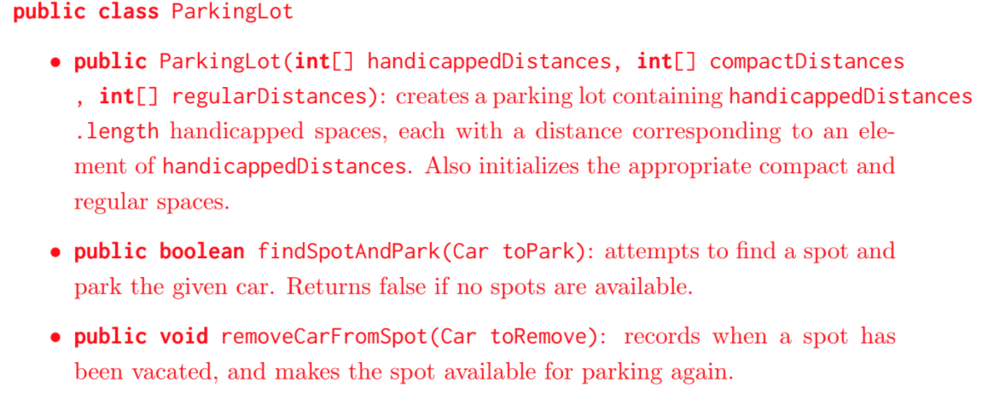 public class ParkingLot
• public ParkingLot(int[] handicappedDistances, int[] compactDistances
, int[] regularDistances): creates a parking lot containing handicappedDistances
.length handicapped spaces, each with a distance corresponding to an ele-
ment of handicappedDistances. Also initializes the appropriate compact and
regular spaces.
• public boolean findSpotAndPark(Car toPark): attempts to find a spot and
park the given car. Returns false if no spots are available.
• public void removeCarFromSpot(Car toRemove): records when a spot has
been vacated, and makes the spot available for parking again.